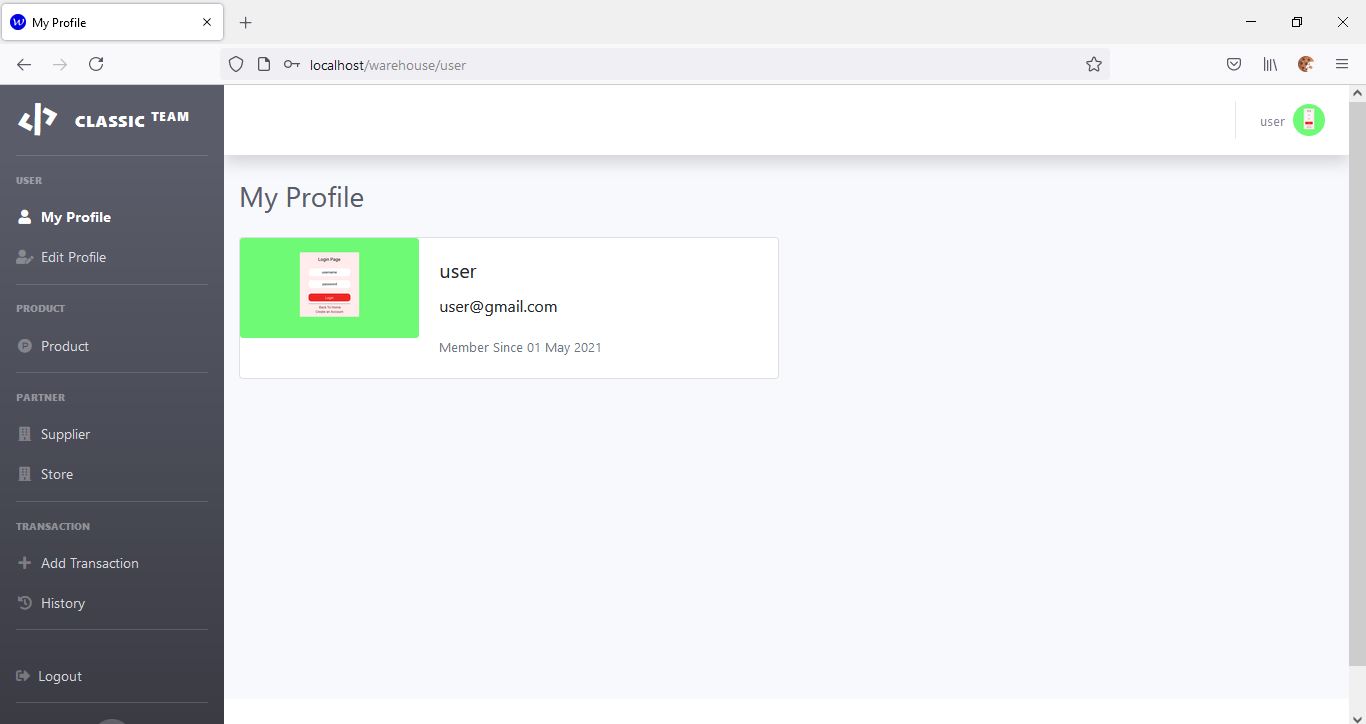 My Profile
localhost/warehouse/user
CLASSIC TEAM
user
USER
My Profile
Edit Profile
PRODUCT
Product
PARTNER
Supplier
Store
TRANSACTION
Add Transaction
History
Logout
My Profile
Login Page
username
password
Login
Back To Home
Create an Account
user
user@gmail.com
Member Since 01 May 2021